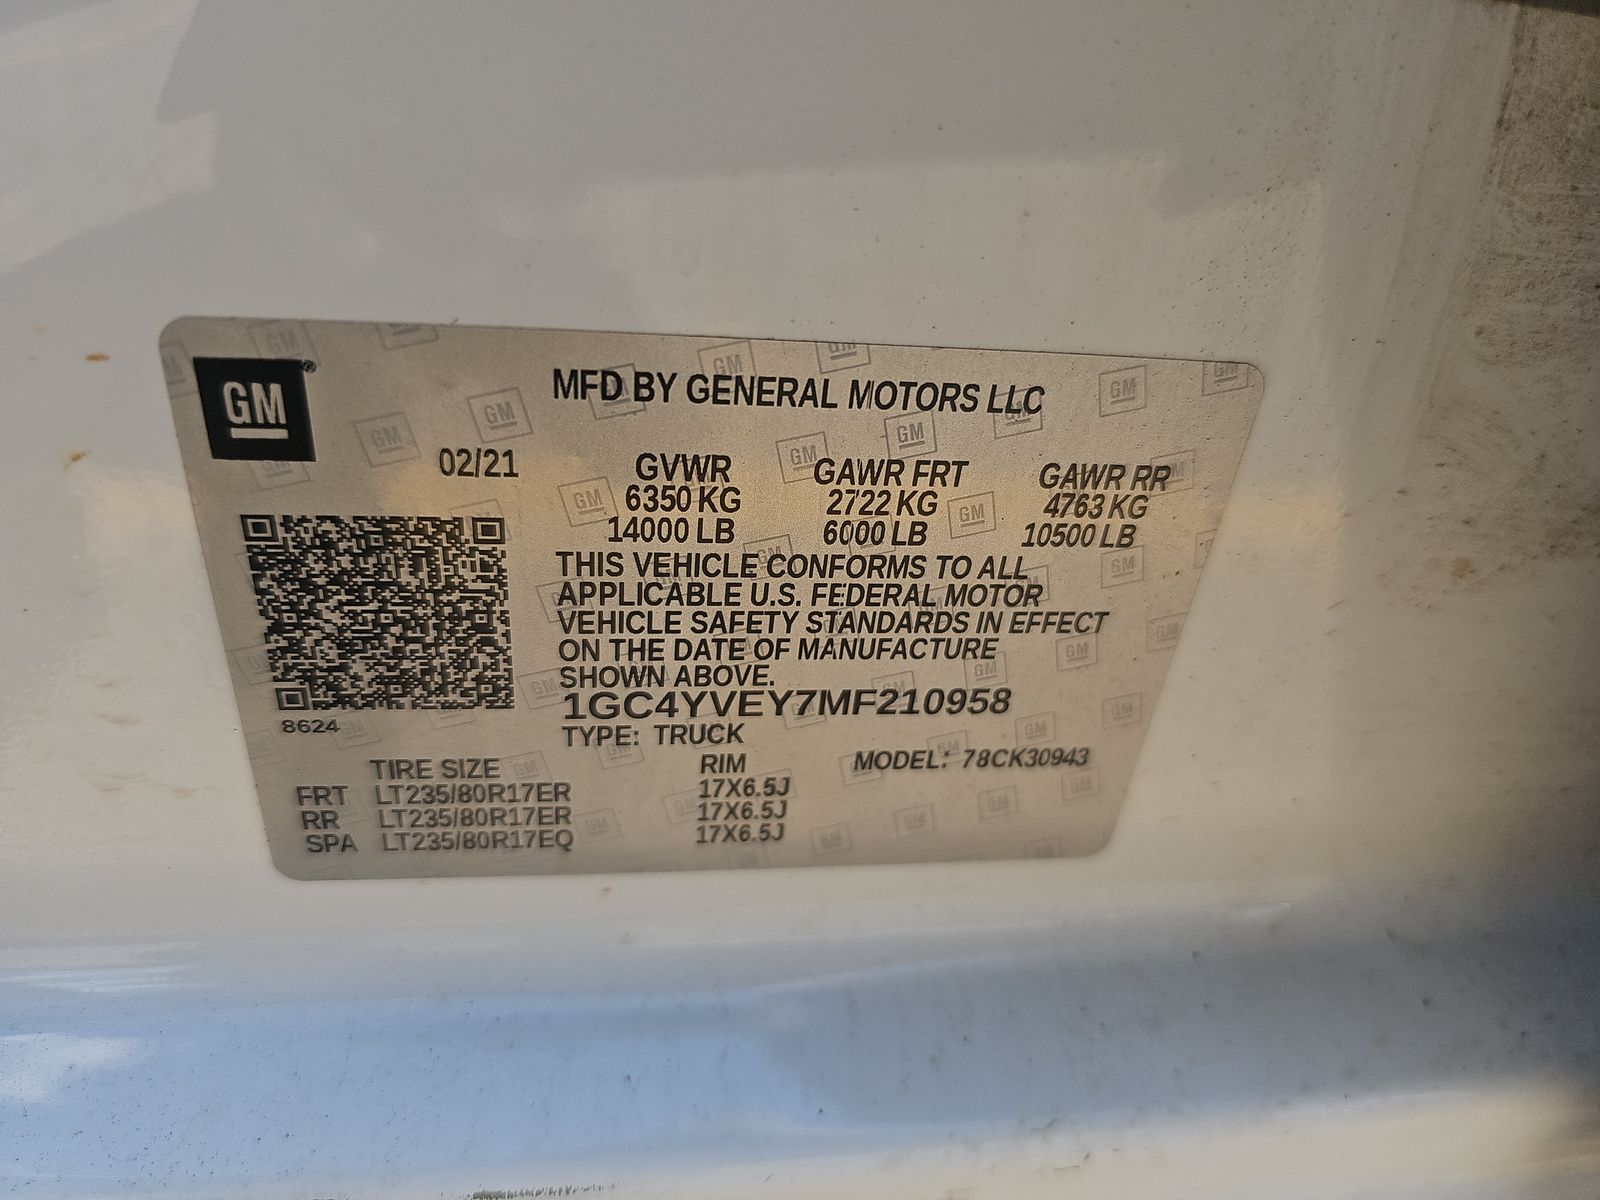 GM
MFD BY GENERAL MOTORS LLC
02/21 GVWR GAWR FRT GAWR RR
6350 KG 2722 KG 4763 KG
14000 LB 6000 LB 10500 LB
THIS VEHICLE CONFORMS TO ALL
APPLICABLE U.S. FEDERAL MOTOR
VEHICLE SAFETY STANDARDS IN EFFECT
ON THE DATE OF MANUFACTURE
SHOWN ABOVE.
1GC4YVEY7MF210958
8624
TYPE: TRUCK MODEL: 78CK30943
TIRE SIZE RIM
FRT LT235/80R17ER 17X6.5J
RR LT235/80R17ER 17X6.5J
SPA LT235/80R17EQ 17X6.5J